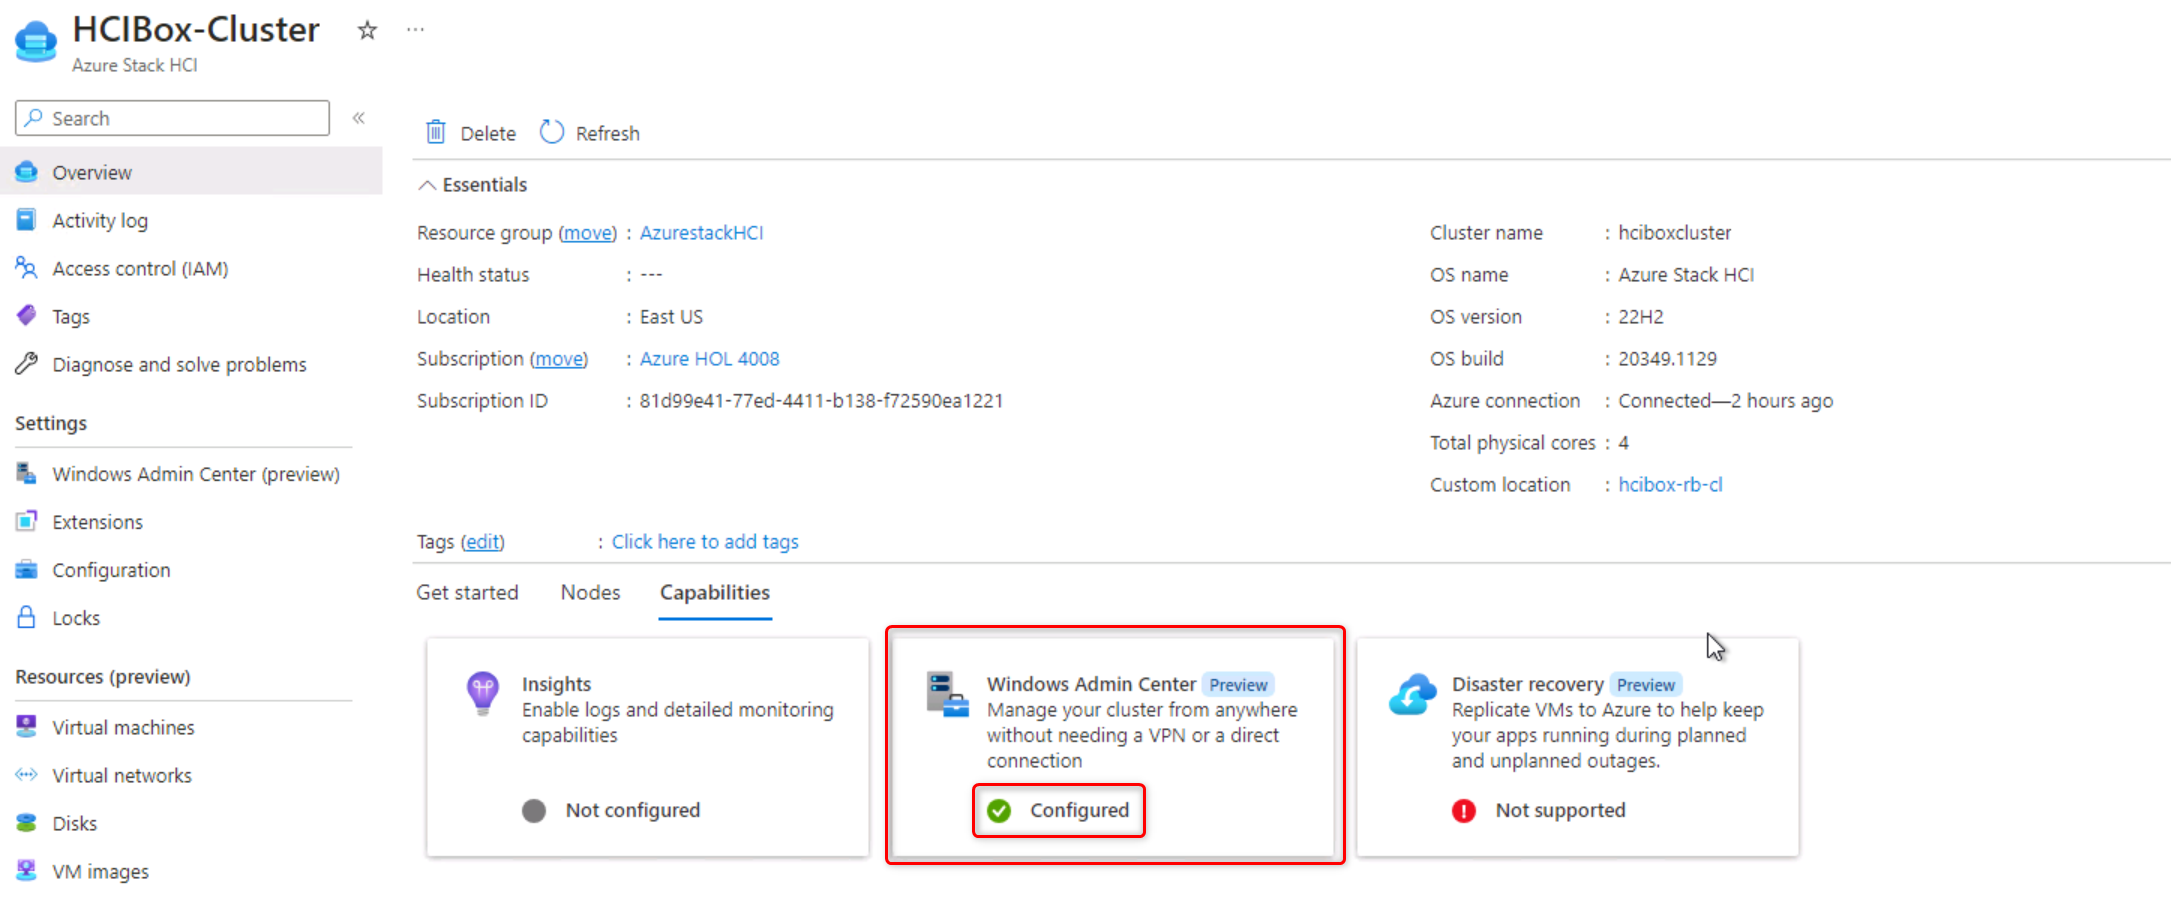 HCIBox-Cluster
Azure Stack HCI
Search
Overview
Activity log
Access control (IAM)
Tags
Diagnose and solve problems
Settings
Windows Admin Center (preview)
Extensions
Configuration
Locks
Resources (preview)
Virtual machines
Virtual networks
Disks
VM images
Delete Refresh
Essentials
Resource group (move) : AzurestackHCI
Health status : ---
Location : East US
Subscription (move) : Azure HOL 4008
Subscription ID : 81d99e41-77ed-4411-b138-f72590ea1221
Cluster name : hciboxcluster
OS name : Azure Stack HCI
OS version : 22H2
OS build : 20349.1129
Azure connection : Connected—2 hours ago
Total physical cores : 4
Custom location : hcibox-rb-cl
Tags (edit) : Click here to add tags
Get started Nodes Capabilities
Insights
Enable logs and detailed monitoring
capabilities
Not configured
Windows Admin Center Preview
Manage your cluster from anywhere
without needing a VPN or a direct
connection
Configured
Disaster recovery Preview
Replicate VMs to Azure to help keep
your apps running during planned
and unplanned outages.
Not supported